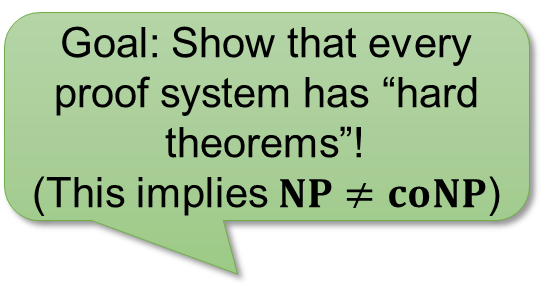 Goal: Show that every
proof system has “hard
theorems”!
(This implies NP ≠ coNP)